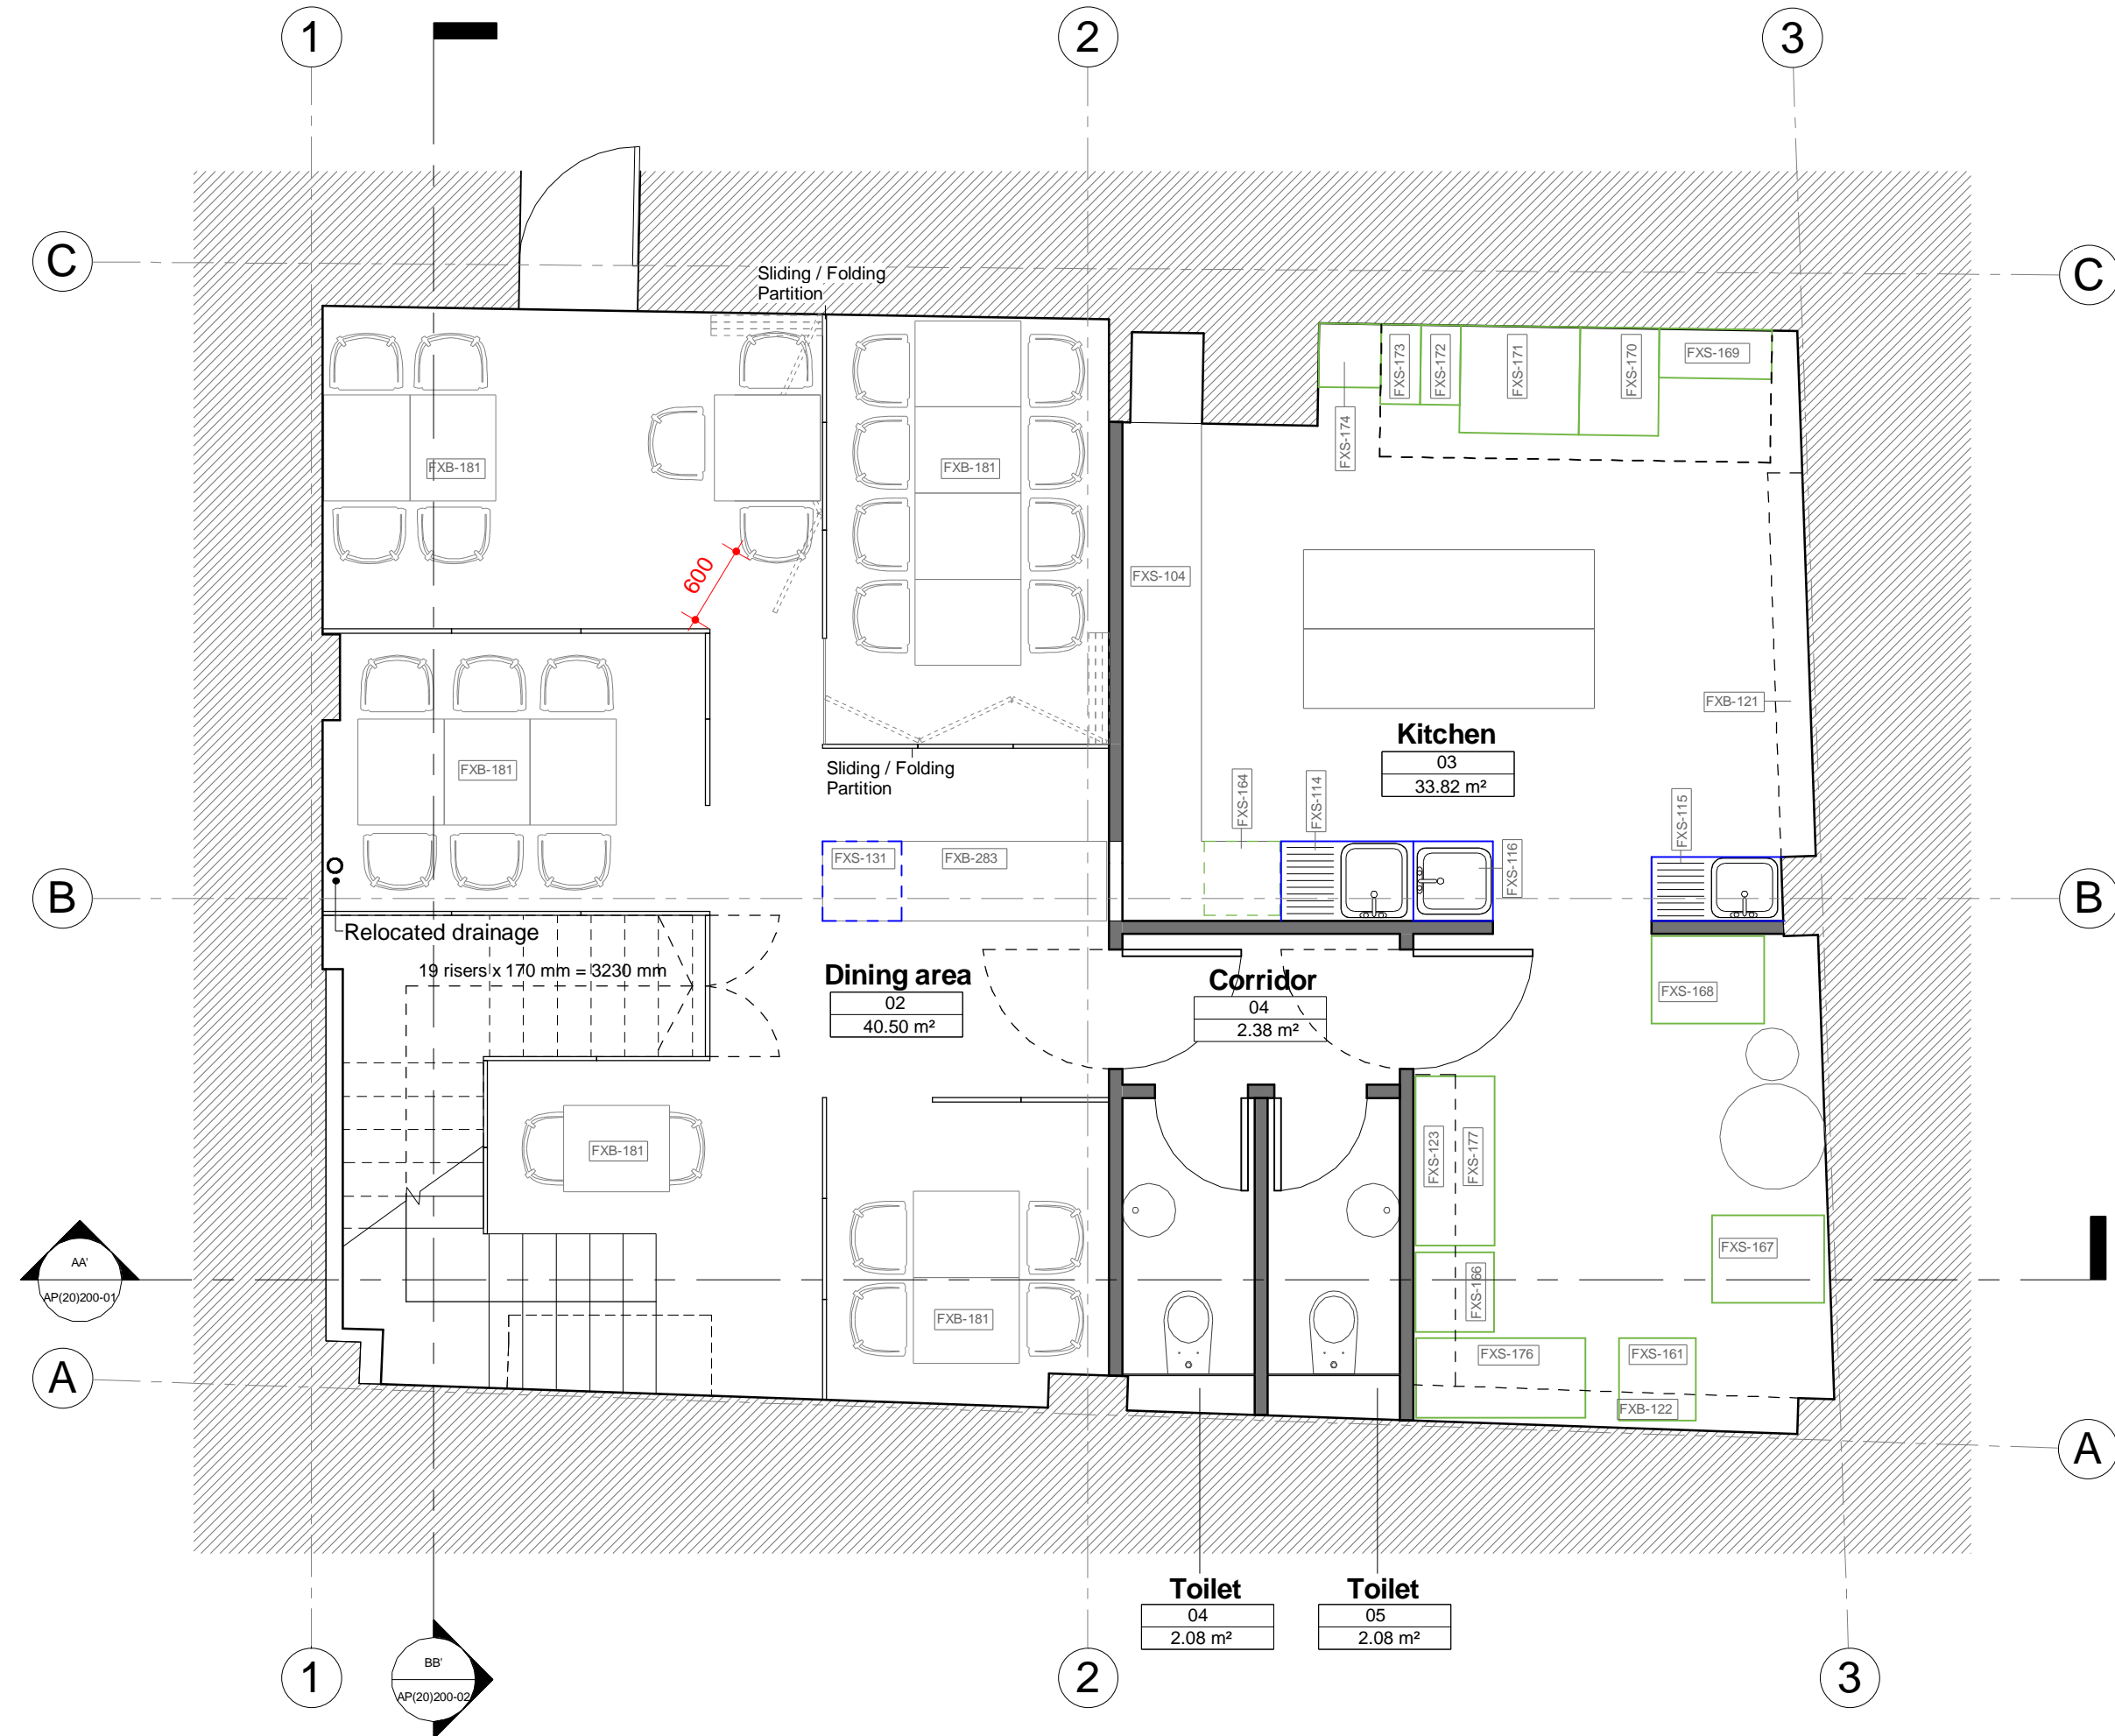 1
2
3
C
C
Sliding / Folding
Partition
FXS-173
FXS-172
FXS-171
FXS-170
FXS-169
FXS-174
FXB-181
FXB-181
600
FXS-104
FXB-121
Kitchen
03
33.82 m²
FXB-181
Sliding / Folding
Partition
FXS-164
FXS-114
FXS-115
FXS-131
FXB-283
FXS-116
B
B
Relocated drainage
19 risers x 170 mm = 3230 mm
Dining area
02
40.50 m²
Corridor
04
2.38 m²
FXS-168
FXB-181
FXS-123
FXS-177
FXS-167
AA'
AP(20)200-01
FXS-166
FXB-181
FXS-176
FXS-161
FXB-122
A
A
Toilet
04
2.08 m²
Toilet
05
2.08 m²
1
BB'
AP(20)200-02
2
3